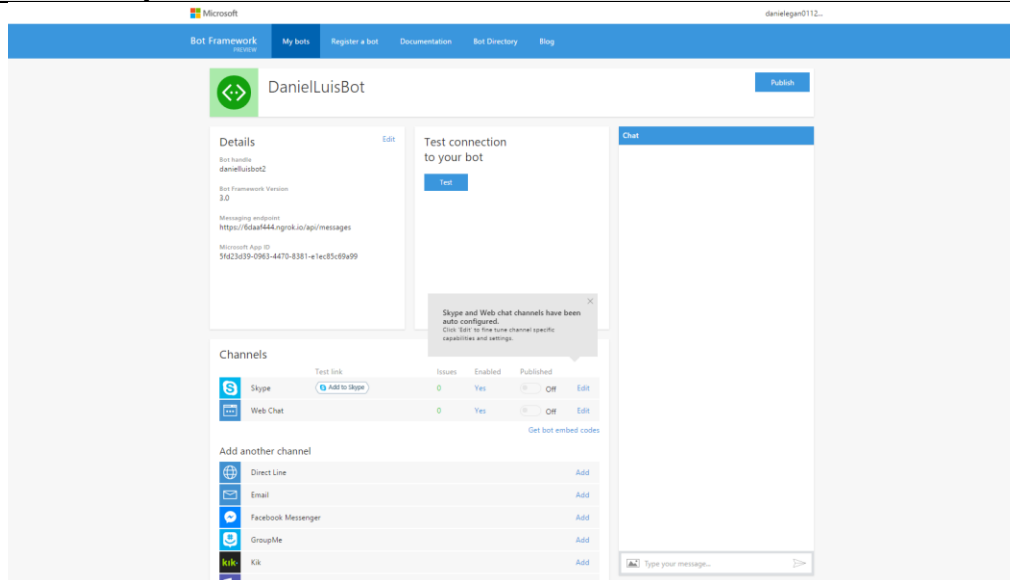 Microsoft
danielegan0112...
Bot Framework
PREVIEW
My bots
Register a bot
Documentation
Bot Directory
Blog
DanielLuisBot
Publish
Details
Edit
Bot handle
danielluisbot2
Bot Framework Version
3.0
Messaging endpoint
https://6daaf444.ngrok.io/api/messages
Microsoft App ID
5fd23d39-0963-4470-8381-e1ec85c69a99
Test connection
to your bot
Test
Chat
Skype and Web chat channels have been
auto configured.
Click 'Edit' to fine tune channel specific
capabilities and settings.
Channels
Test link Issues Enabled Published
Skype Add to Skype 0 Yes Off Edit
Web Chat 0 Yes Off Edit
Get bot embed codes
Add another channel
Direct Line Add
Email Add
Facebook Messenger Add
GroupMe Add
kik Kik Add
Type your message...